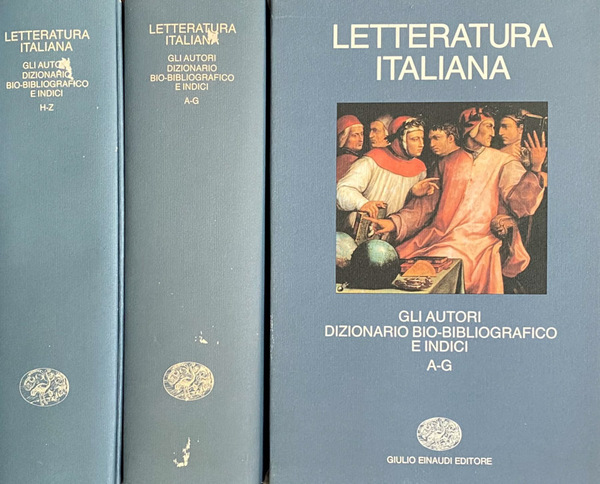 LETTERATURA
ITALIANA
GLI AUTORI
DIZIONARIO
BIO-BIBLIOGRAFICO
E INDICI
H-Z
LETTERATURA
ITALIANA
GLI AUTORI
DIZIONARIO
BIO-BIBLIOGRAFICO
E INDICI
A-G
LETTERATURA
ITALIANA
GLI AUTORI
DIZIONARIO BIO-BIBLIOGRAFICO
E INDICI
A-G
GIULIO EINAUDI EDITORE